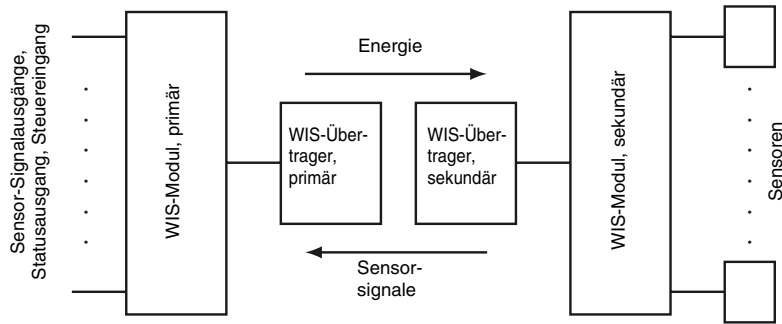 Sensor-Signalausgänge,
Statusausgang, Steuereingang
WIS-Modul, primär
Energie
WIS-Über-
trager,
primär
WIS-Über-
trager,
sekundär
Sensor-
signale
WIS-Modul, sekundär
Sensoren